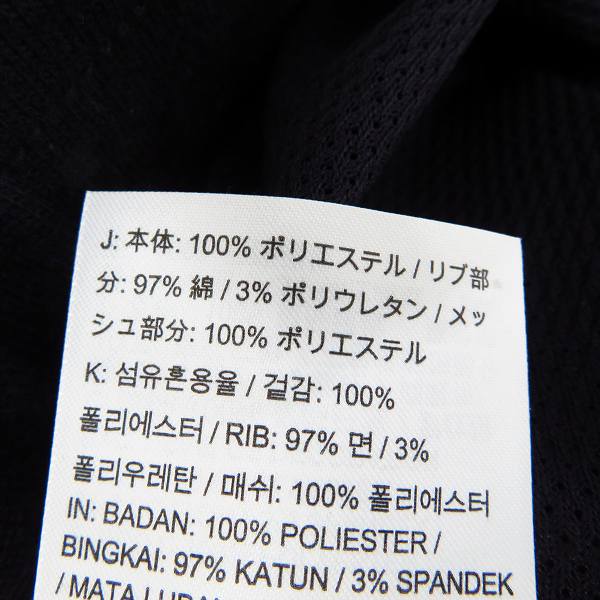 J: 本体: 100% ポリエステル / リブ部
分: 97% 綿 / 3% ポリウレタン / メッ
シュ部分: 100% ポリエステル
K: 섬유혼용율 / 겉감: 100%
폴리에스터 / RIB: 97% 면 / 3%
폴리우레탄 / 매쉬: 100% 폴리에스터
IN: BADAN: 100% POLIESTER /
BINGKAI: 97% KATUN / 3% SPANDEK
/ MATA